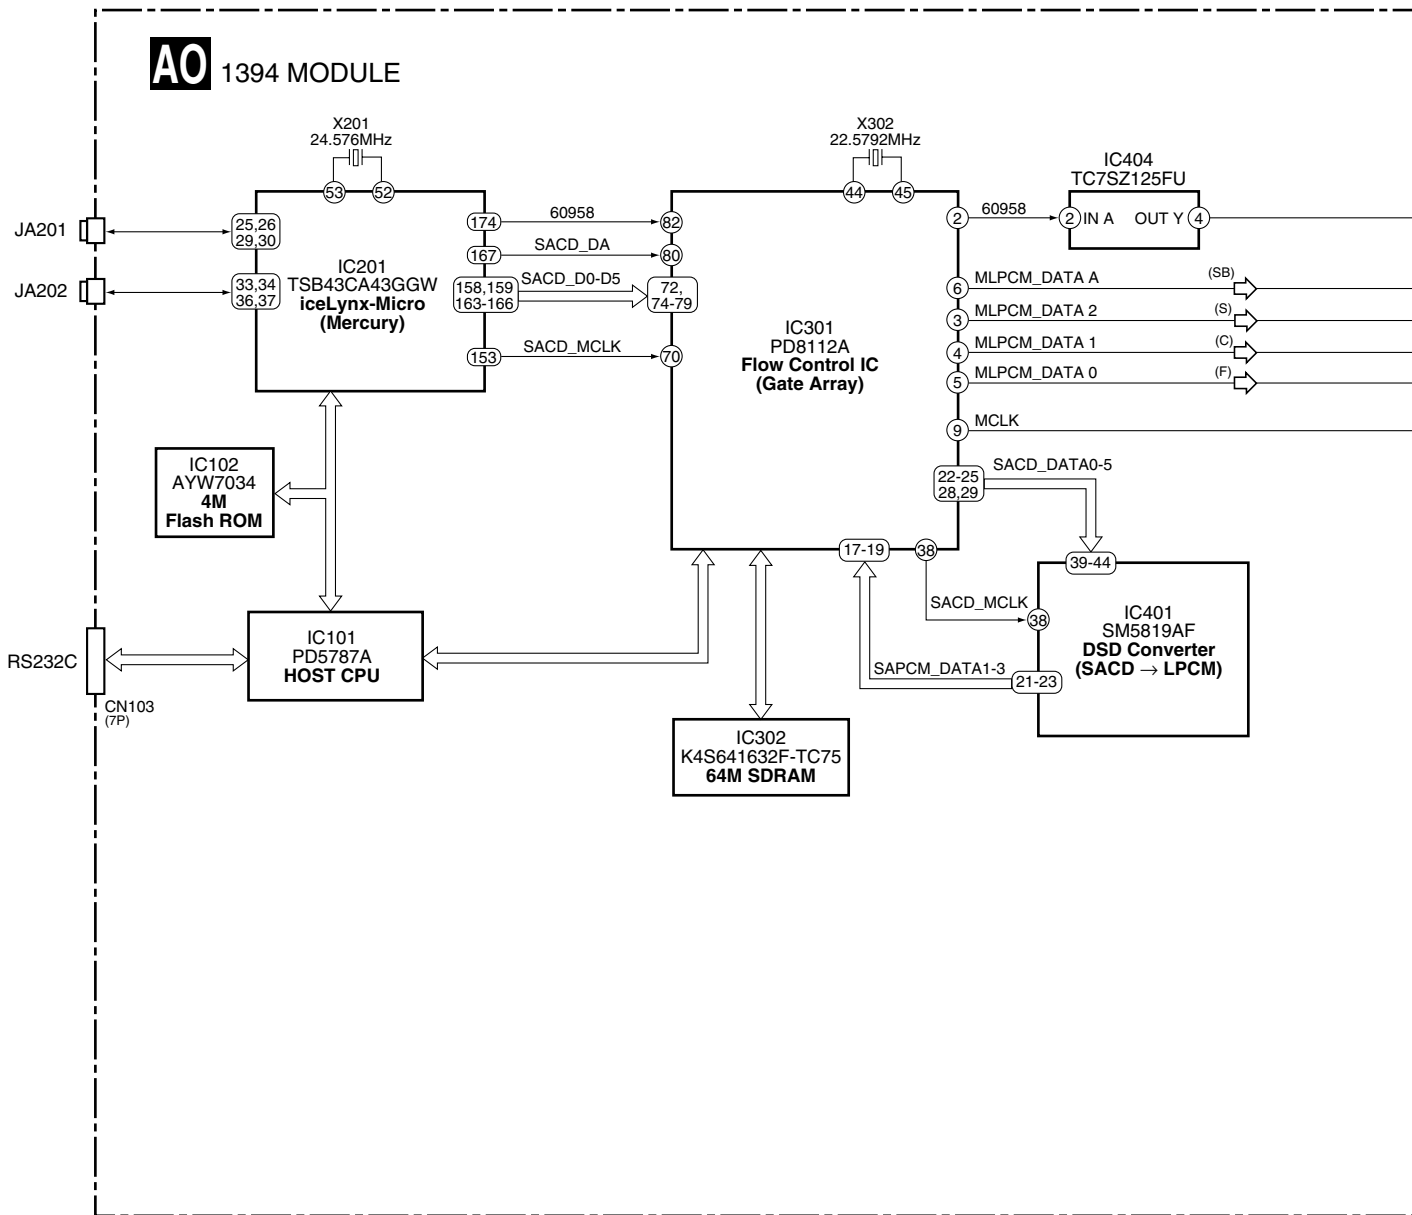 AO 1394 MODULE
X201
24.576MHz
53 52
X302
22.5792MHz
44 45
IC404
TC7SZ125FU
2 IN A OUT Y 4
JA201
25,26
29,30
JA202
33,34
36,37
IC201
TSB43CA43GGW
iceLynx-Micro
(Mercury)
174 60958 82
167 SACD_DA 80
158,159
163-166
SACD_D0-D5
72,
74-79
153 SACD_MCLK 70
IC301
PD8112A
Flow Control IC
(Gate Array)
2 60958
6 MLPCM_DATA A (SB)
3 MLPCM_DATA 2 (S)
4 MLPCM_DATA 1 (C)
5 MLPCM_DATA 0 (F)
9 MCLK
22-25
28,29
SACD_DATA0-5
17-19 38
39-44
IC102
AYW7034
4M
Flash ROM
SACD_MCLK 38
IC401
SM5819AF
DSD Converter
(SACD → LPCM)
SAPCM_DATA1-3 21-23
RS232C
CN103
(7P)
IC101
PD5787A
HOST CPU
IC302
K4S641632F-TC75
64M SDRAM